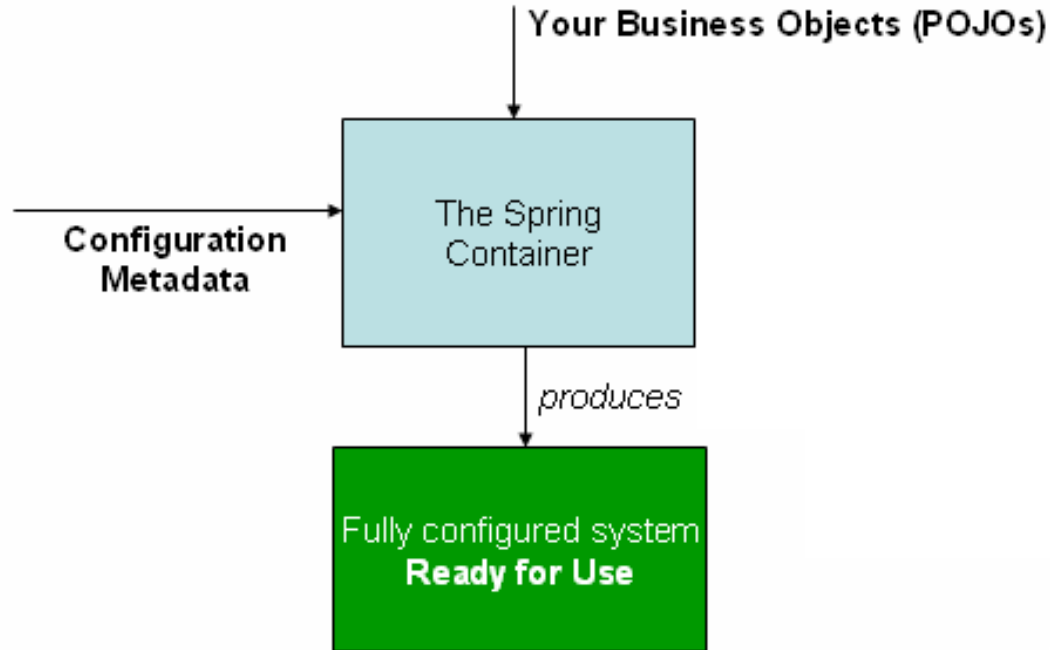 Your Business Objects (POJOs)
The Spring
Container
Configuration
Metadata
produces
Fully configured system
Ready for Use